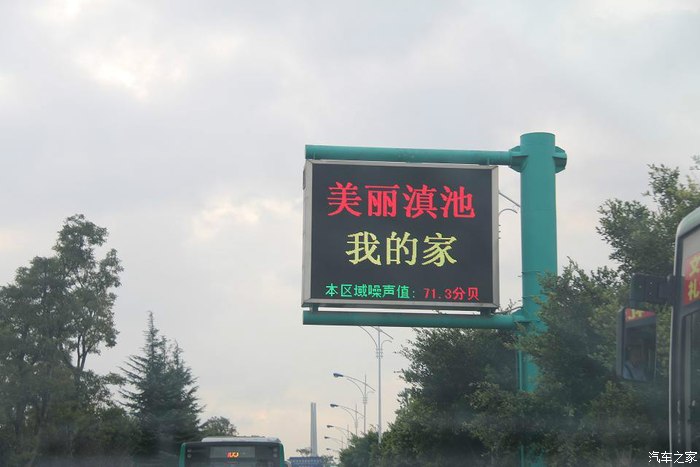 美丽滇池
我的家
本区域噪声值：71.3分贝
汽车之家